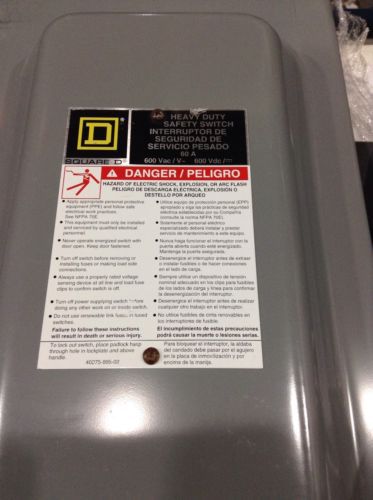 HEAVY DUTY
SAFETY SWITCH
INTERRUPTOR DE
SEGURIDAD DE
SERVICIO PESADO
60 A
600 Vac / V~ 600 Vdc / V⎓
D
SQUARE D
DANGER / PELIGRO
HAZARD OF ELECTRIC SHOCK, EXPLOSION, OR ARC FLASH
PELIGRO DE DESCARGA ELÉCTRICA, EXPLOSIÓN O
DESTELLO POR ARQUEO
● Apply appropriate personal protective
equipment (PPE) and follow safe
electrical work practices.
See NFPA 70E.
● This equipment must only be installed
and serviced by qualified electrical
personnel.
● Never operate energized switch with
door open. Keep door fastened.
● Turn off switch before removing or
installing fuses or making load side
connections.
● Always use a properly rated voltage
sensing device at all line and load fuse
clips to confirm switch is off.
● Turn off power supplying switch before
doing any other work on or inside switch.
● Do not use renewable link fuses in fused
switches.
Failure to follow these instructions
will result in death or serious injury.
● Utilice equipo de protección personal (EPP)
apropiado y siga las prácticas de seguridad
eléctrica establecidas por su Compañía
(consulte la norma NFPA 70E).
● Solamente el personal eléctrico
especializado deberá instalar y prestar
servicio de mantenimiento a este equipo.
● Nunca haga funcionar el interruptor con la
puerta abierta cuando esté energizado.
Mantenga la puerta asegurada.
● Desenergice el interruptor antes de extraer
o instalar fusibles o de hacer conexiones
en el lado de carga.
● Siempre utilice un dispositivo de tensión
nominal adecuado en los clips para fusibles
de los lados de carga y línea para confirmar
la desenergización del interruptor.
● Desenergice el interruptor antes de realizar
cualquier otro trabajo en el interruptor.
● No utilice fusibles de cinta renovables en
los interruptores de fusible.
El incumplimiento de estas precauciones
podrá causar la muerte o lesiones serias.
To lock out switch, place padlock hasp
through hole in lockplate and above
handle.
40275-895-02
Para bloquear el interruptor, la aldaba
del candado debe pasar por el agujero
en la placa de inmovilización y por
encima de la manija.